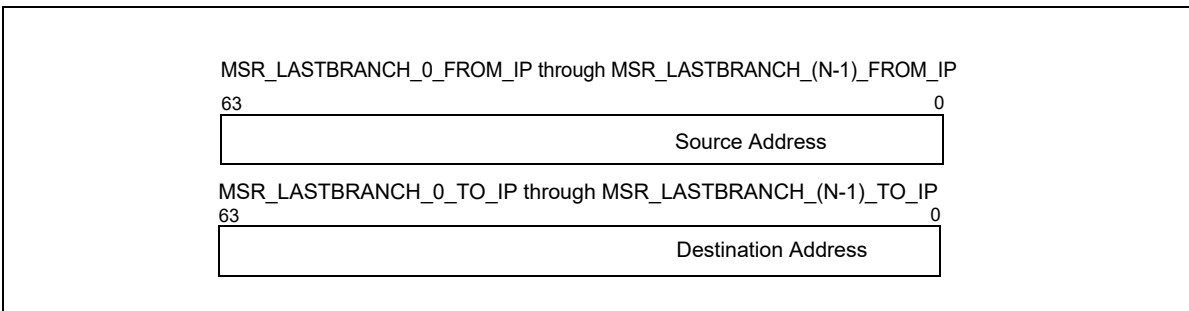 MSR_LASTBRANCH_0_FROM_IP through MSR_LASTBRANCH_(N-1)_FROM_IP
63 0
Source Address
MSR_LASTBRANCH_0_TO_IP through MSR_LASTBRANCH_(N-1)_TO_IP
63 0
Destination Address